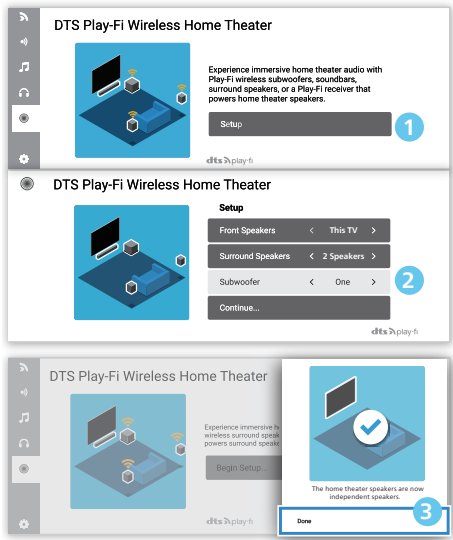 DTS Play-Fi Wireless Home Theater
Experience immersive home theater audio with
Play-Fi wireless subwoofers, soundbars,
surround speakers, or a Play-Fi receiver that
powers home theater speakers.
Setup
1
dts play-fi
DTS Play-Fi Wireless Home Theater
Setup
Front Speakers < This TV >
Surround Speakers < 2 Speakers >
Subwoofer < One >
2
Continue...
dts play-fi
DTS Play-Fi Wireless Home Theater
Experience immersive h
wireless surround speak
powers surround speake
Begin Setup...
dts play-fi
The home theater speakers are now
independent speakers.
Done
3